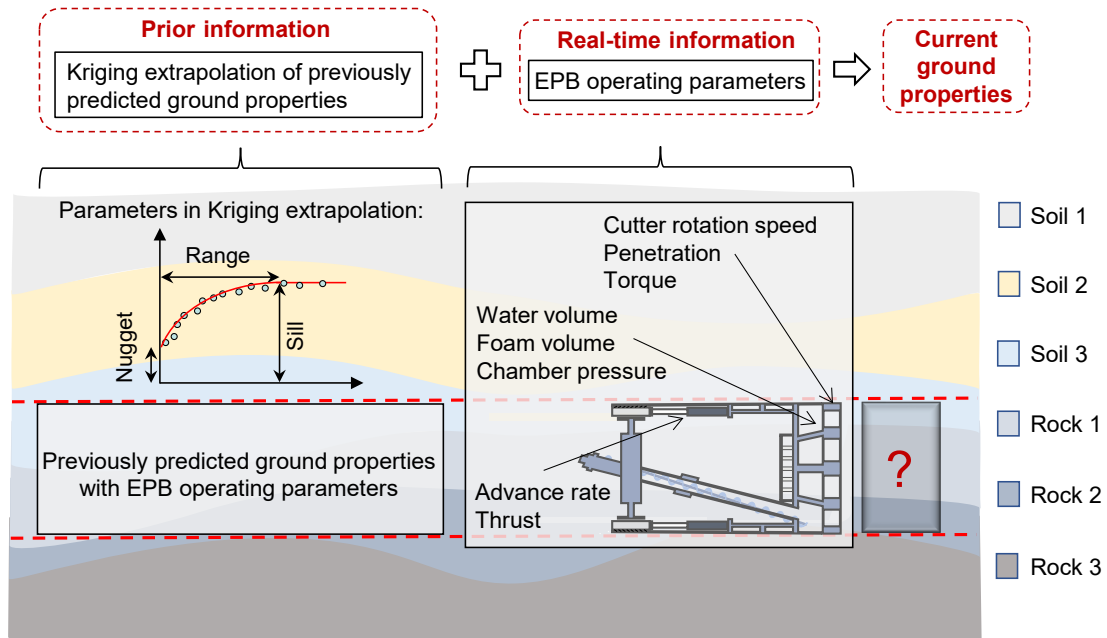 Prior information
Kriging extrapolation of previously
predicted ground properties
Real-time information
EPB operating parameters
Current
ground
properties
Parameters in Kriging extrapolation:
Range
Nugget
Sill
Cutter rotation speed
Penetration
Torque
Water volume
Foam volume
Chamber pressure
Advance rate
Thrust
Previously predicted ground properties
with EPB operating parameters
?
Soil 1
Soil 2
Soil 3
Rock 1
Rock 2
Rock 3